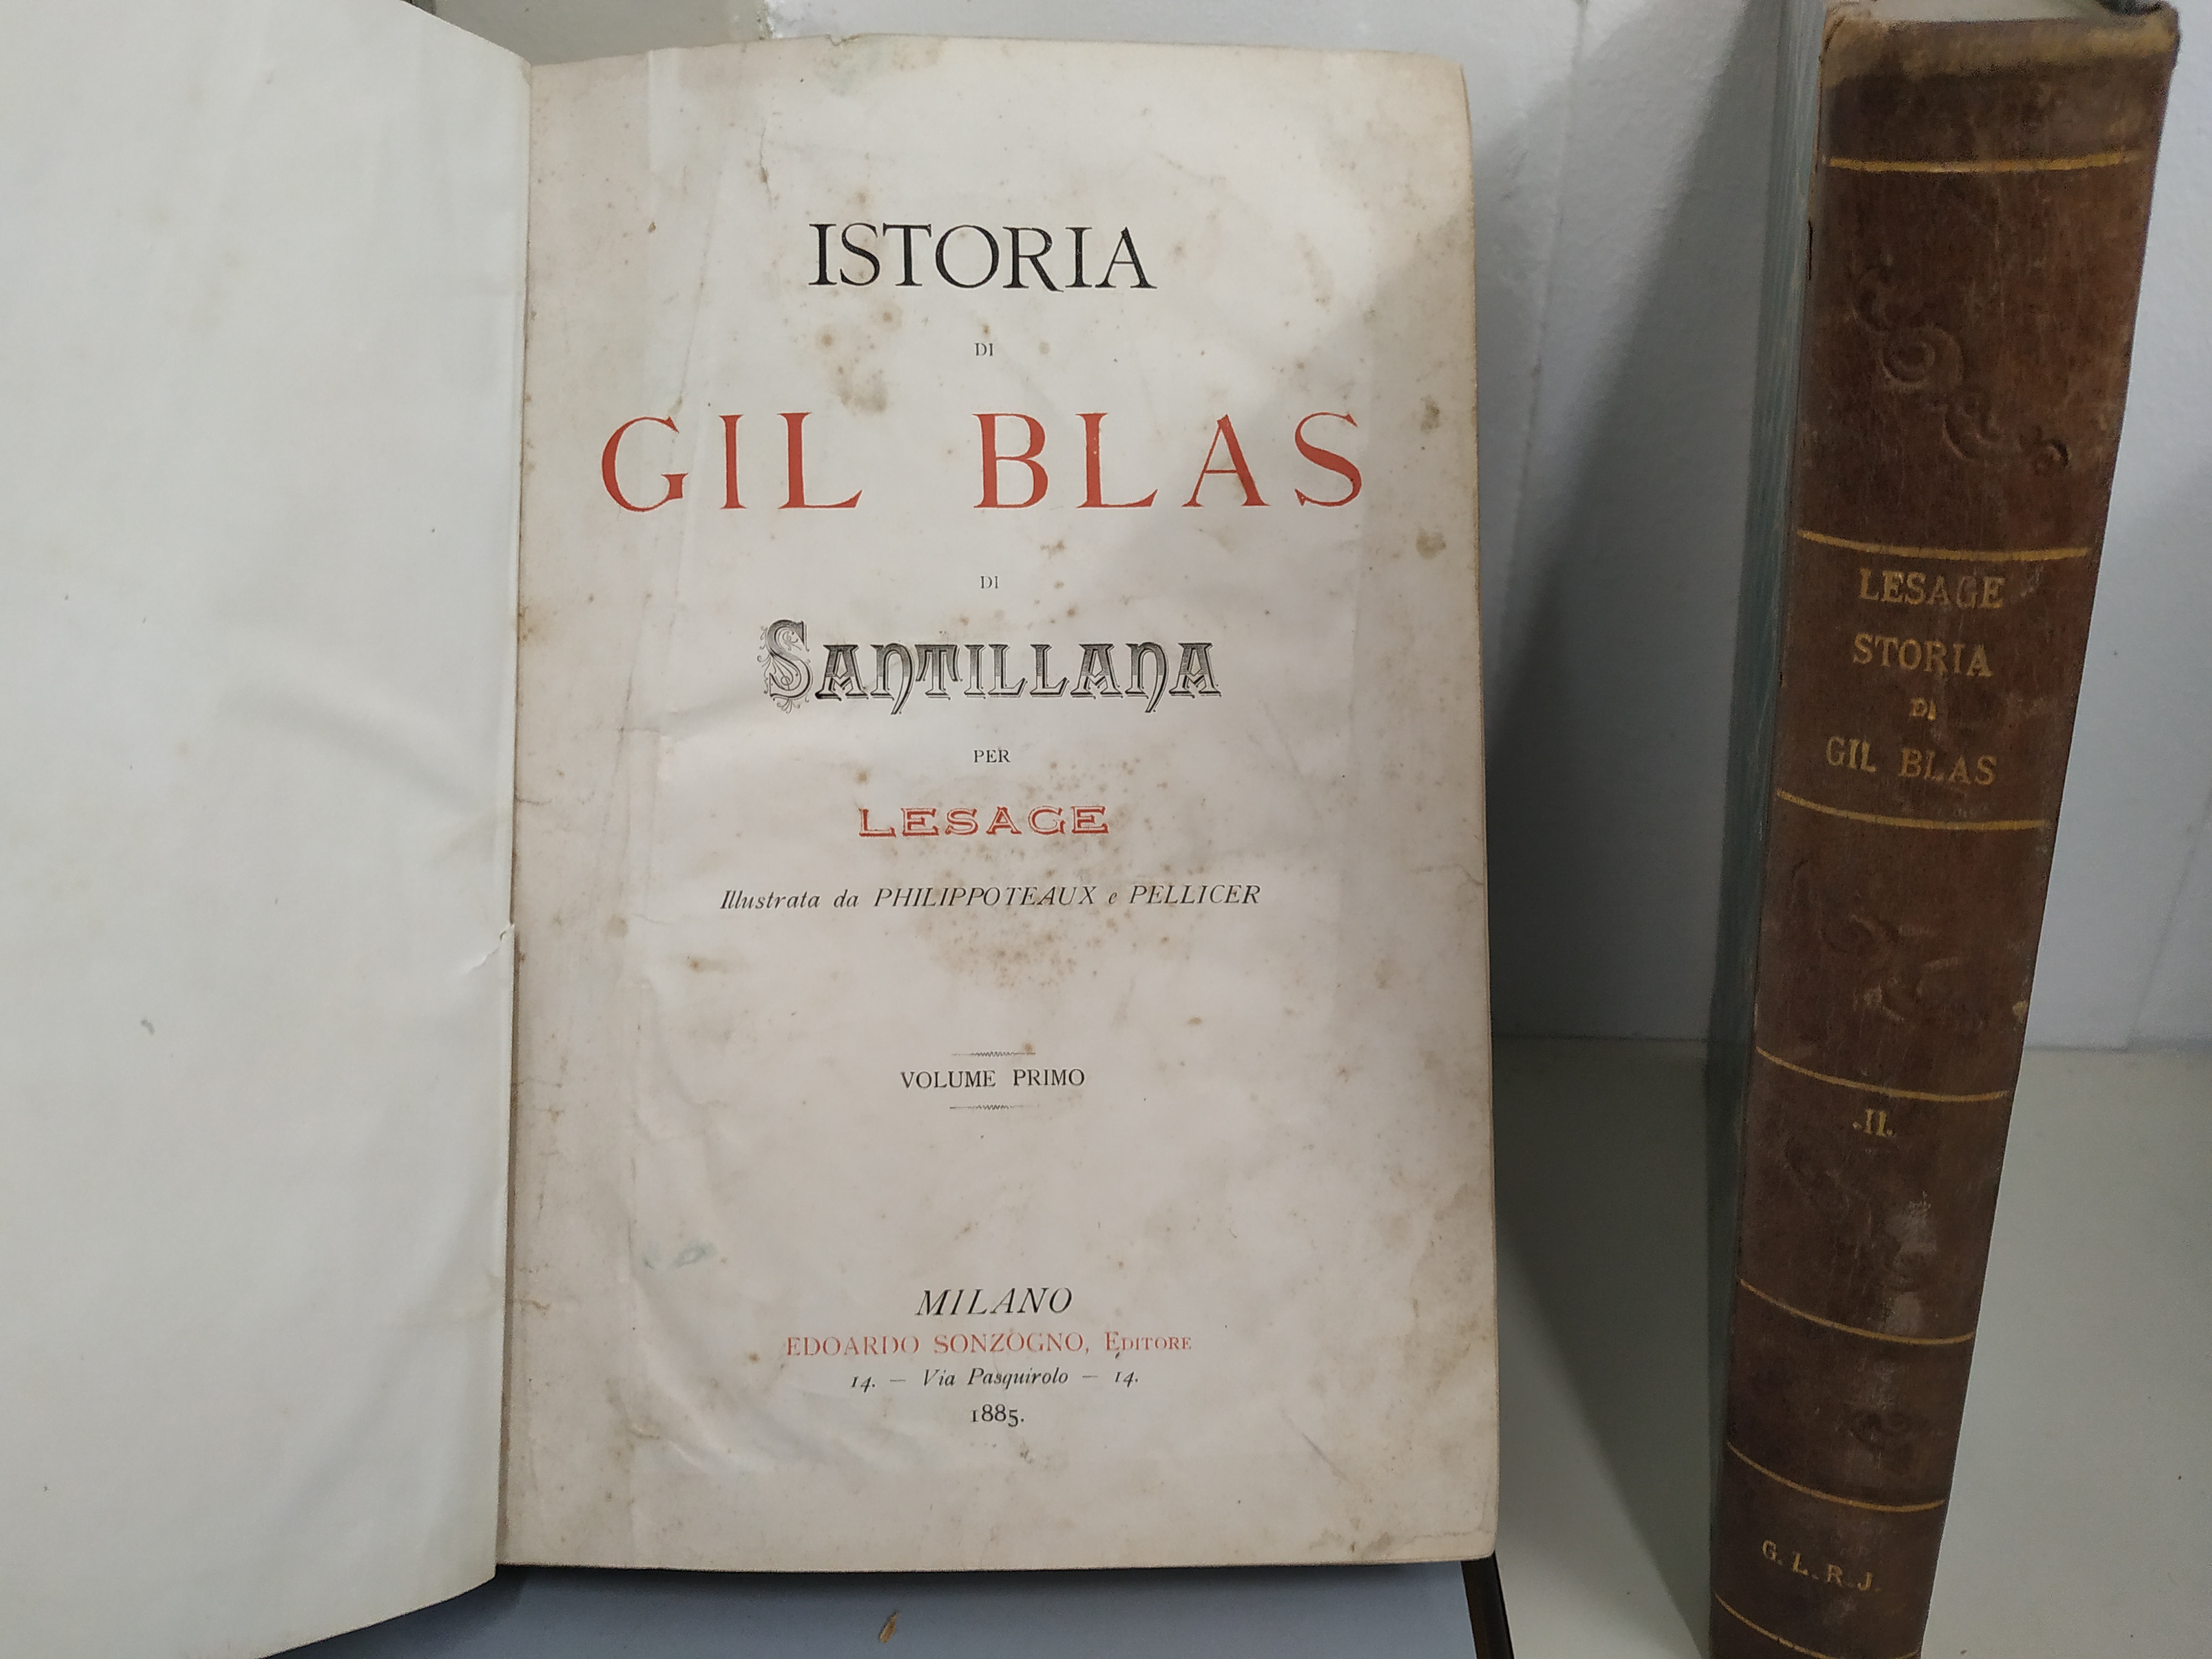 ISTORIA
DI
GIL BLAS
DI
SANTILLANA
PER
LESAGE
Illustrata da PHILIPPOTEAUX e PELLICER
VOLUME PRIMO
MILANO
EDOARDO SONZOGNO, EDITORE
14. — Via Pasquirolo — 14.
1885.
LESAGE
STORIA
DI
GIL BLAS
.II.
G. L. R. J.